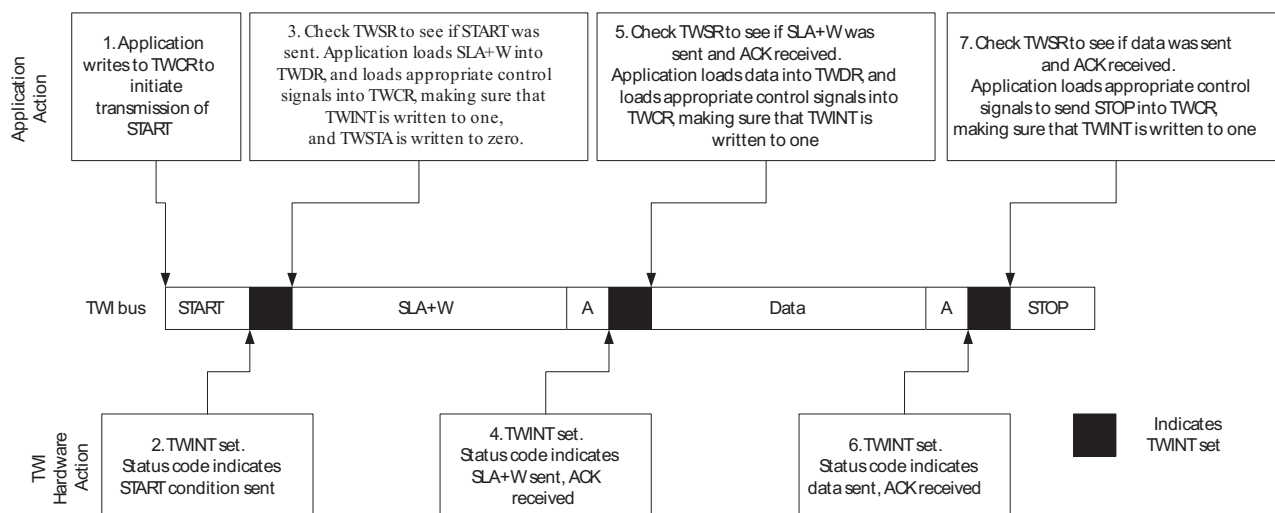 Application
Action
1. Application
writes to TWCR to
initiate
transmission of
START
3. Check TWSR to see if START was
sent. Application loads SLA+W into
TWDR, and loads appropriate control
signals into TWCR, making sure that
TWINT is written to one,
and TWSTA is written to zero.
5. Check TWSR to see if SLA+W was
sent and ACK received.
Application loads data into TWDR, and
loads appropriate control signals into
TWCR, making sure that TWINT is
written to one
7. Check TWSR to see if data was sent
and ACK received.
Application loads appropriate control
signals to send STOP into TWCR,
making sure that TWINT is written to one
TWI bus
START
SLA+W
A
Data
A
STOP
TWI
Hardware
Action
2. TWINT set.
Status code indicates
START condition sent
4. TWINT set.
Status code indicates
SLA+W sent, ACK
received
6. TWINT set.
Status code indicates
data sent, ACK received
Indicates
TWINT set